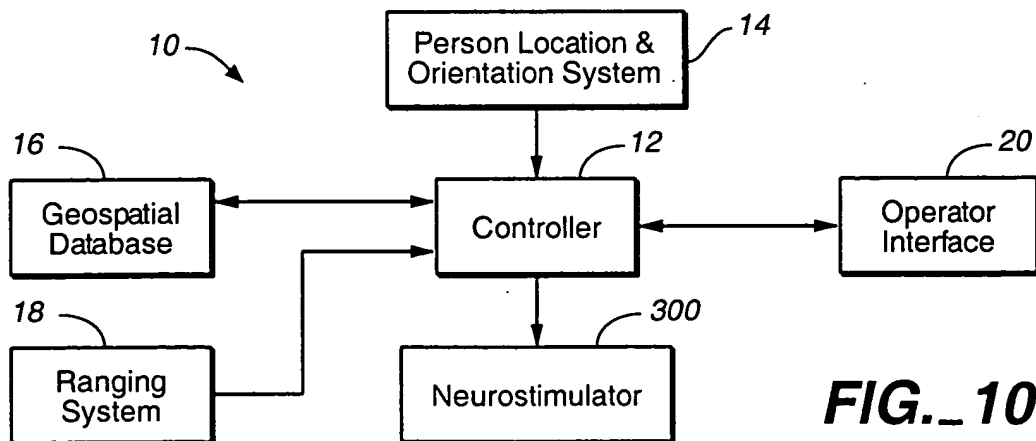 10
Person Location &
Orientation System
14
16
Geospatial
Database
12
Controller
20
Operator
Interface
18
Ranging
System
300
Neurostimulator
FIG._10